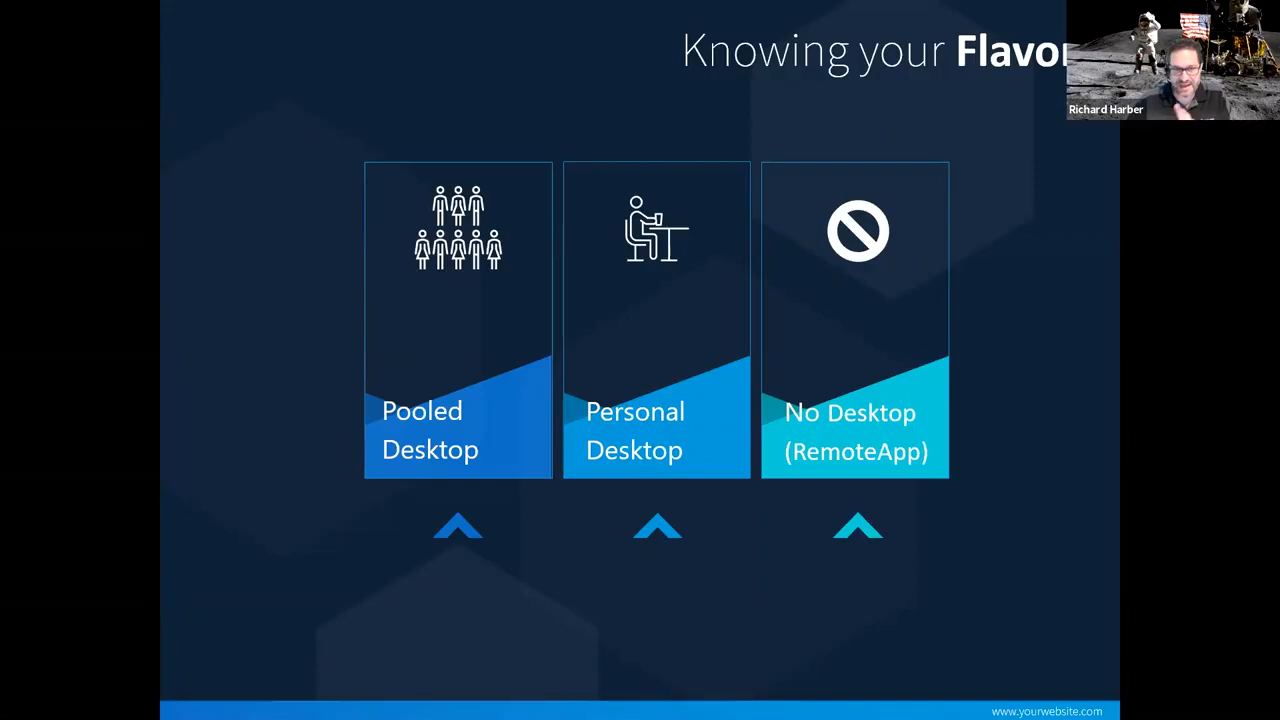 Knowing your Flavor
Richard Harber
Pooled
Desktop
Personal
Desktop
No Desktop
(RemoteApp)
www.yourwebsite.com